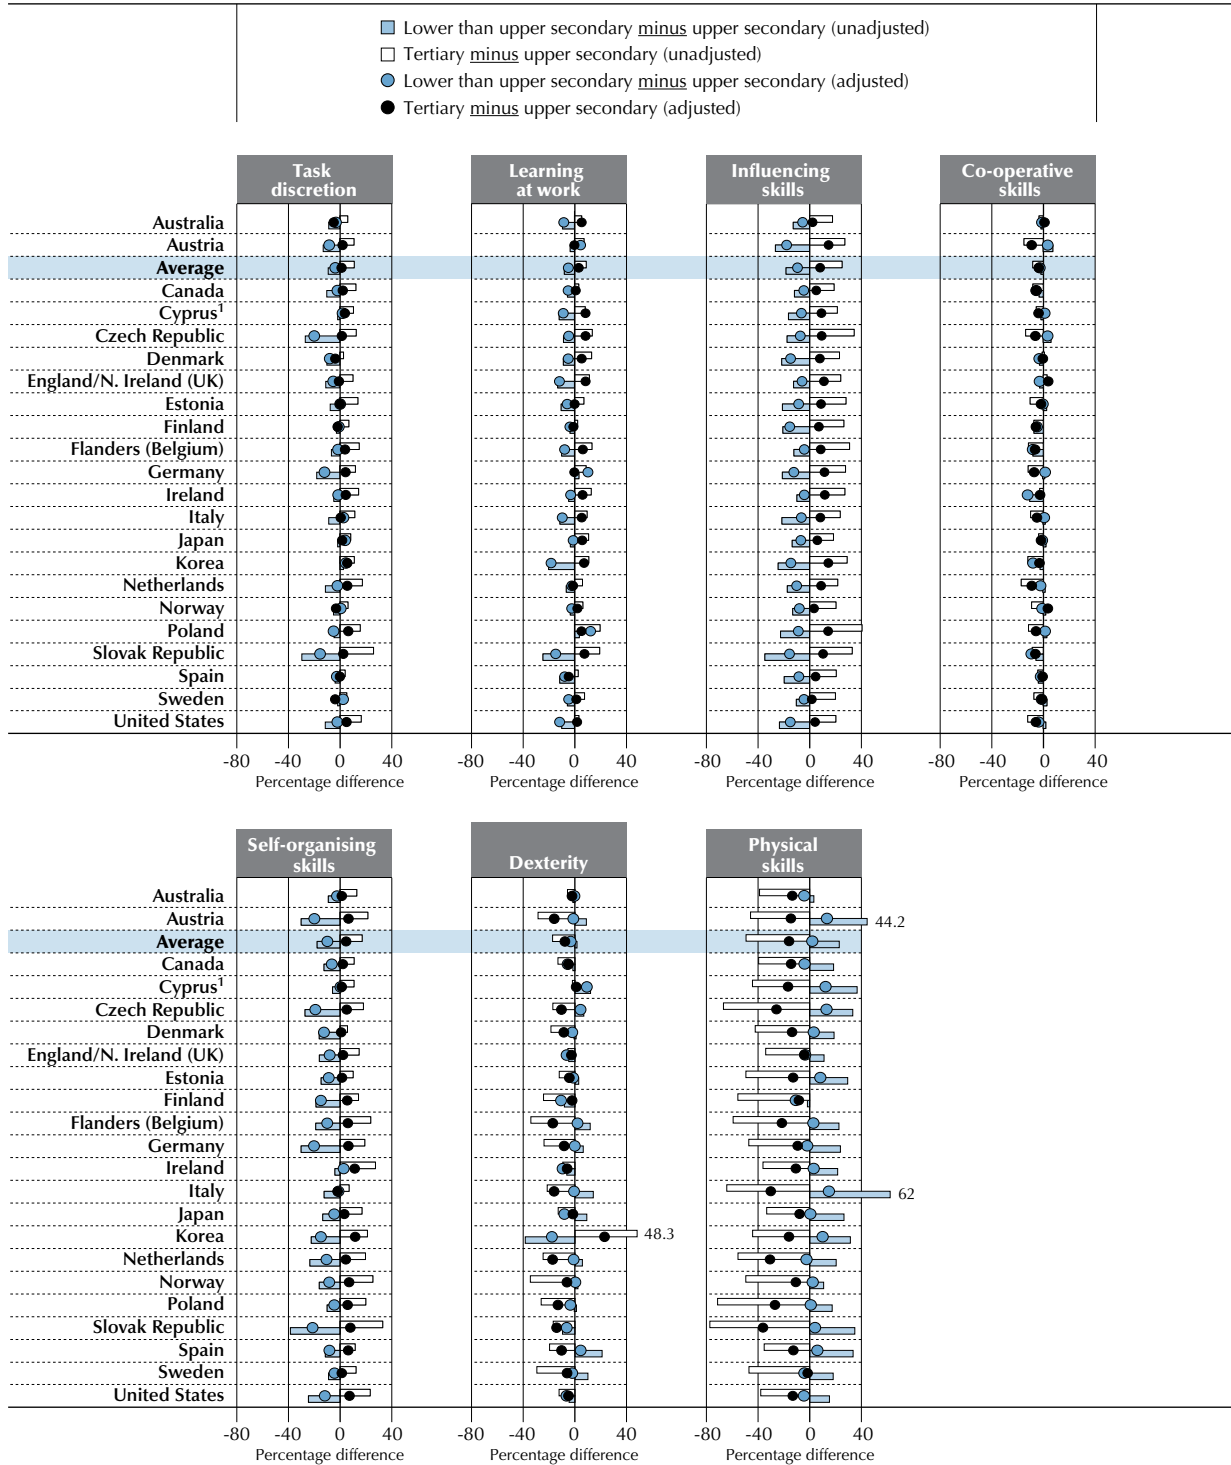 Lower than upper secondary minus upper secondary (unadjusted)
Tertiary minus upper secondary (unadjusted)
Lower than upper secondary minus upper secondary (adjusted)
Tertiary minus upper secondary (adjusted)
Task discretion
Learning at work
Influencing skills
Co-operative skills
Australia
Austria
Average
Canada
Cyprus1
Czech Republic
Denmark
England/N. Ireland (UK)
Estonia
Finland
Flanders (Belgium)
Germany
Ireland
Italy
Japan
Korea
Netherlands
Norway
Poland
Slovak Republic
Spain
Sweden
United States
-80 -40 0 40 -80 -40 0 40 -80 -40 0 40 -80 -40 0 40
Percentage difference Percentage difference Percentage difference Percentage difference
Self-organising skills
Dexterity
Physical skills
Australia
Austria 44.2
Average
Canada
Cyprus1
Czech Republic
Denmark
England/N. Ireland (UK)
Estonia
Finland
Flanders (Belgium)
Germany
Ireland
Italy 62
Japan
Korea 48.3
Netherlands
Norway
Poland
Slovak Republic
Spain
Sweden
United States
-80 -40 0 40 -80 -40 0 40 -80 -40 0 40
Percentage difference Percentage difference Percentage difference